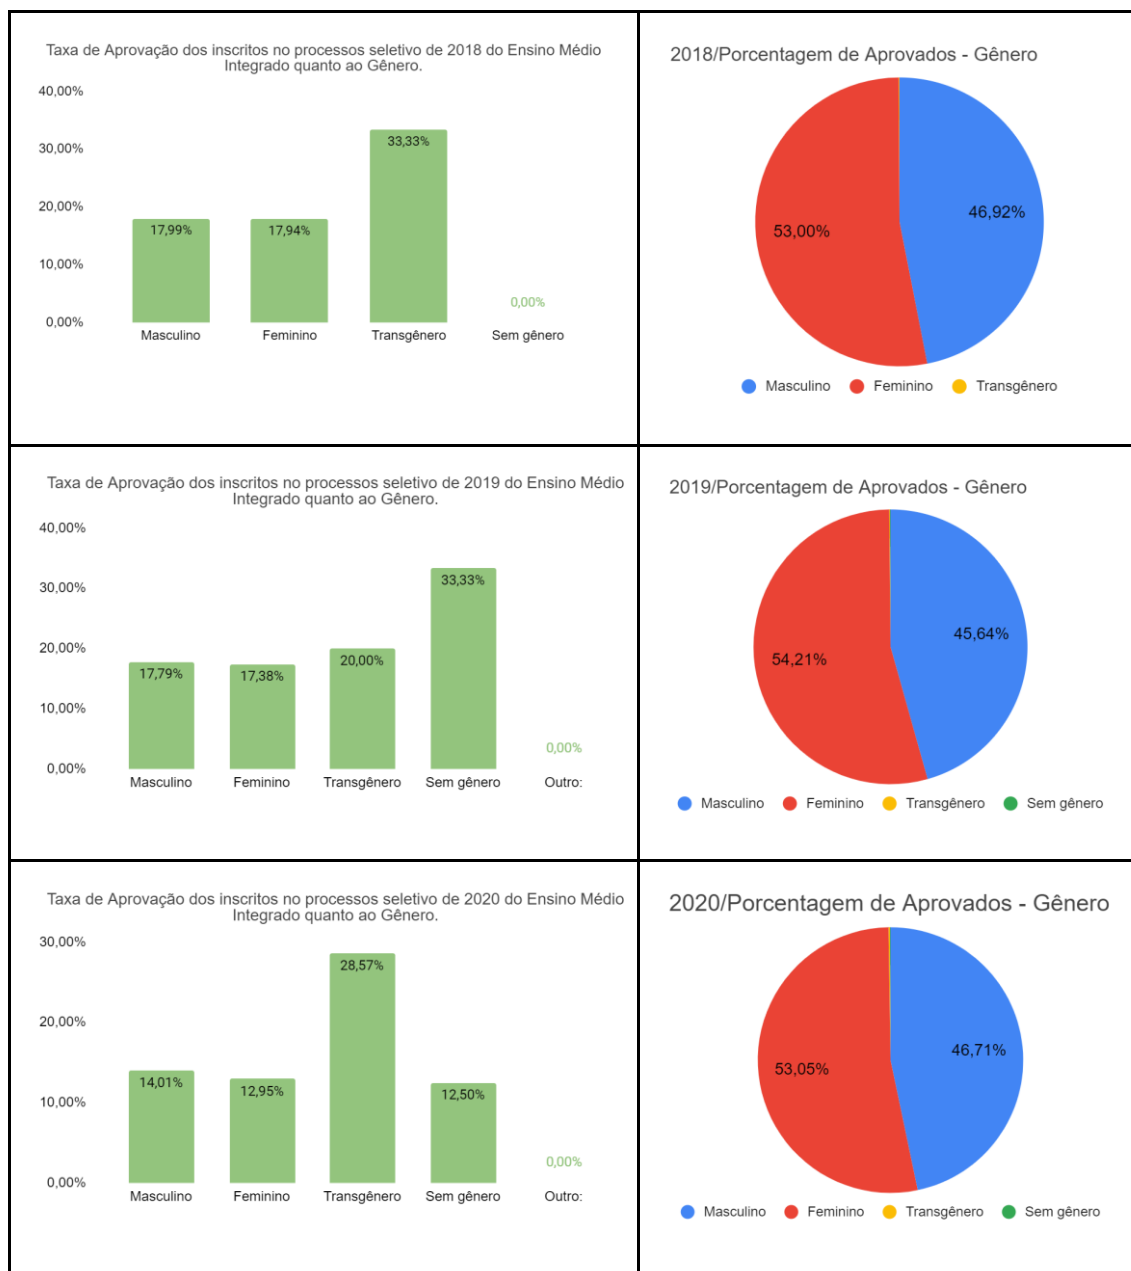 Taxa de Aprovação dos inscritos no processos seletivo de 2018 do Ensino Médio
Integrado quanto ao Gênero.
40,00%
30,00%
20,00%
10,00%
0,00%
17,99%
17,94%
33,33%
0,00%
Masculino
Feminino
Transgênero
Sem gênero
2018/Porcentagem de Aprovados - Gênero
53,00%
46,92%
Masculino
Feminino
Transgênero
Taxa de Aprovação dos inscritos no processos seletivo de 2019 do Ensino Médio
Integrado quanto ao Gênero.
40,00%
30,00%
20,00%
10,00%
0,00%
17,79%
17,38%
20,00%
33,33%
0,00%
Masculino
Feminino
Transgênero
Sem gênero
Outro:
2019/Porcentagem de Aprovados - Gênero
54,21%
45,64%
Masculino
Feminino
Transgênero
Sem gênero
Taxa de Aprovação dos inscritos no processos seletivo de 2020 do Ensino Médio
Integrado quanto ao Gênero.
30,00%
20,00%
10,00%
0,00%
14,01%
12,95%
28,57%
12,50%
0,00%
Masculino
Feminino
Transgênero
Sem gênero
Outro:
2020/Porcentagem de Aprovados - Gênero
53,05%
46,71%
Masculino
Feminino
Transgênero
Sem gênero